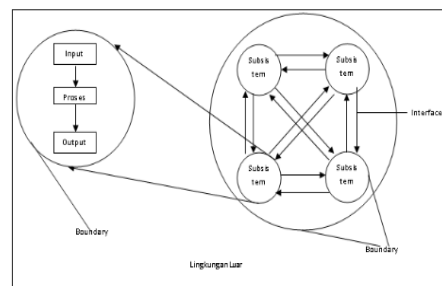 Input
Proses
Output
Subsis
tem
Subsis
tem
Interface
Subsis
tem
Subsis
tem
Boundary
Boundary
Lingkungan Luar